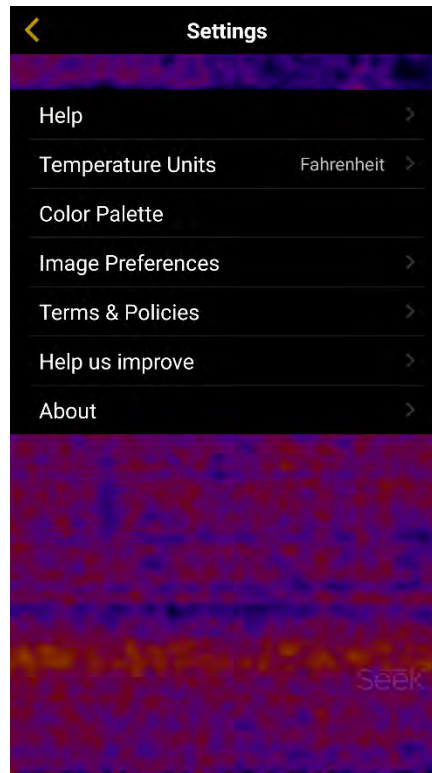 Settings
Help
Temperature Units Fahrenheit
Color Palette
Image Preferences
Terms & Policies
Help us improve
About
Seek